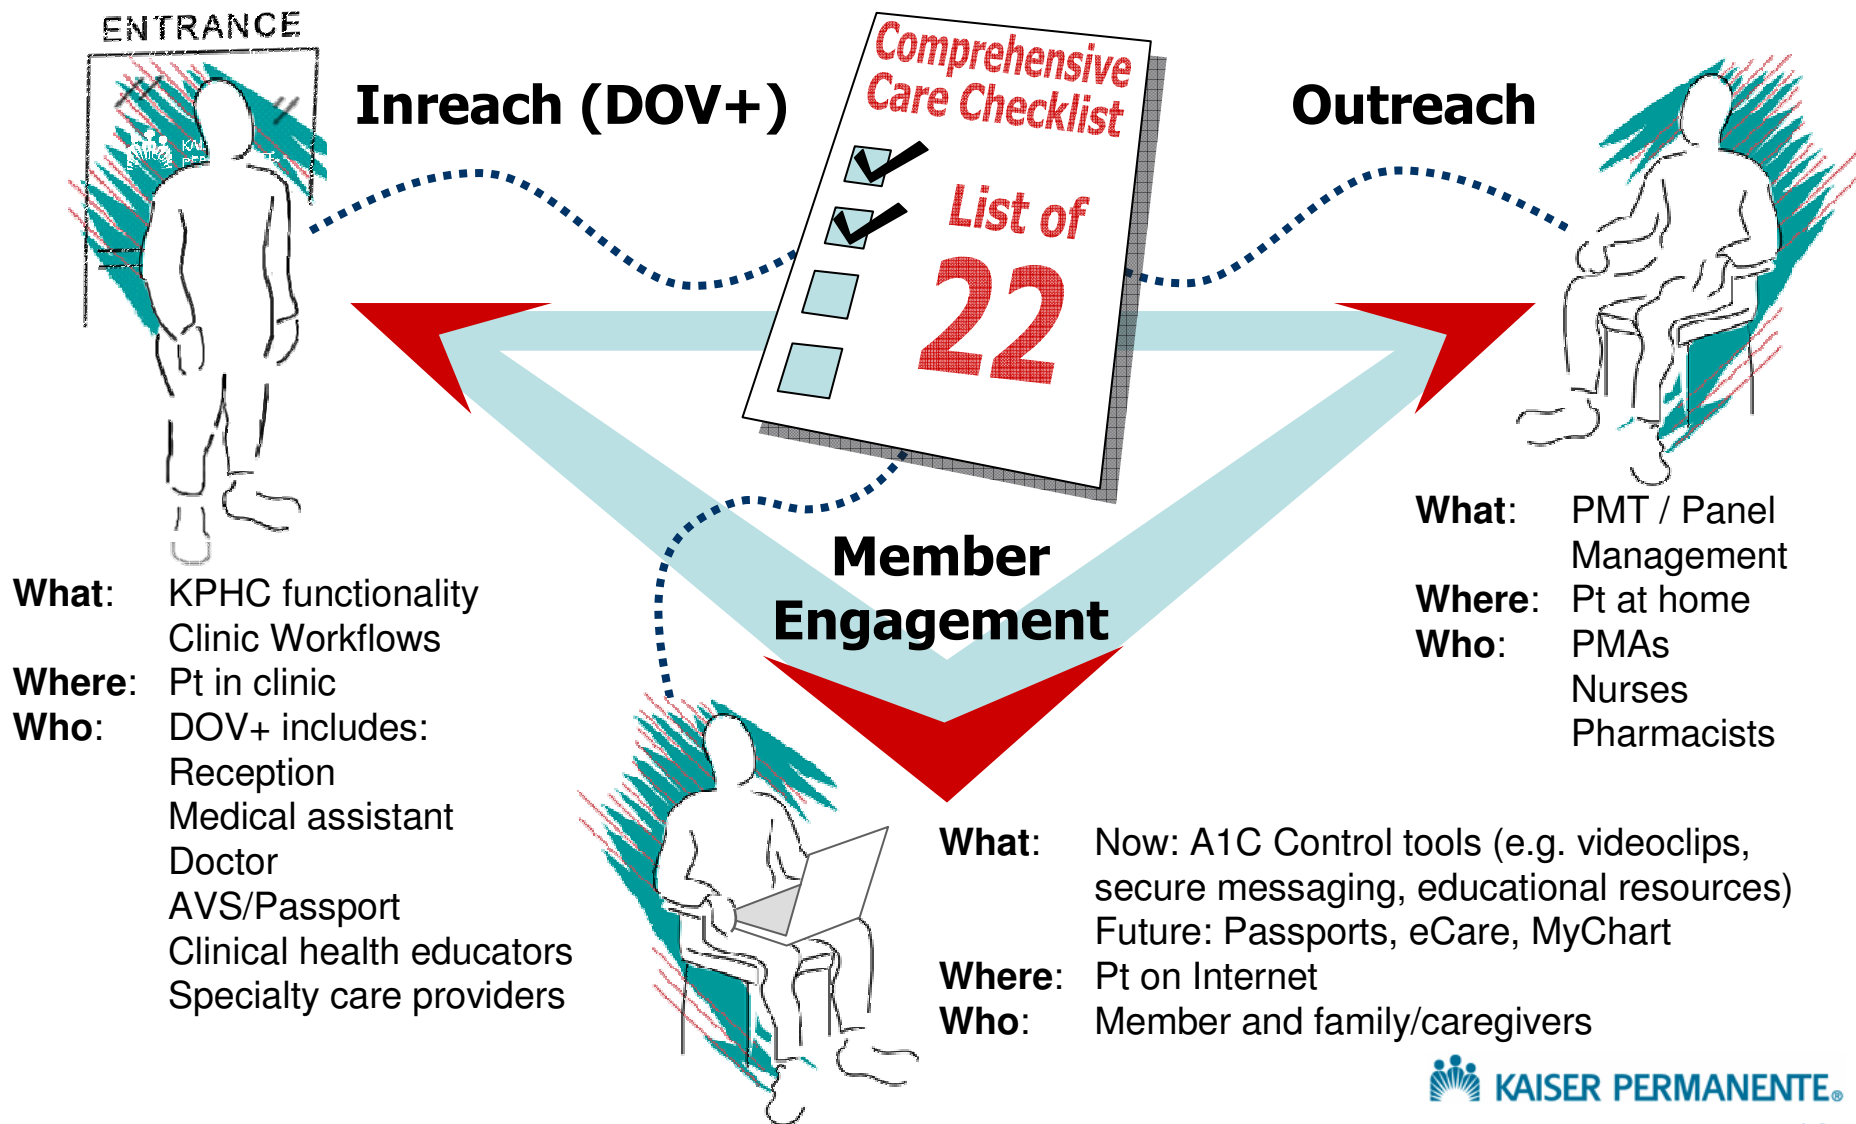 ENTRANCE
KAISER
Inreach (DOV+)
Comprehensive
Care Checklist
List of
22
Outreach
Member
Engagement
What: KPHC functionality
Clinic Workflows
Where: Pt in clinic
Who: DOV+ includes:
Reception
Medical assistant
Doctor
AVS/Passport
Clinical health educators
Specialty care providers
What: PMT / Panel
Management
Where: Pt at home
Who: PMAs
Nurses
Pharmacists
What: Now: A1C Control tools (e.g. videoclips,
secure messaging, educational resources)
Future: Passports, eCare, MyChart
Where: Pt on Internet
Who: Member and family/caregivers
KAISER PERMANENTE®